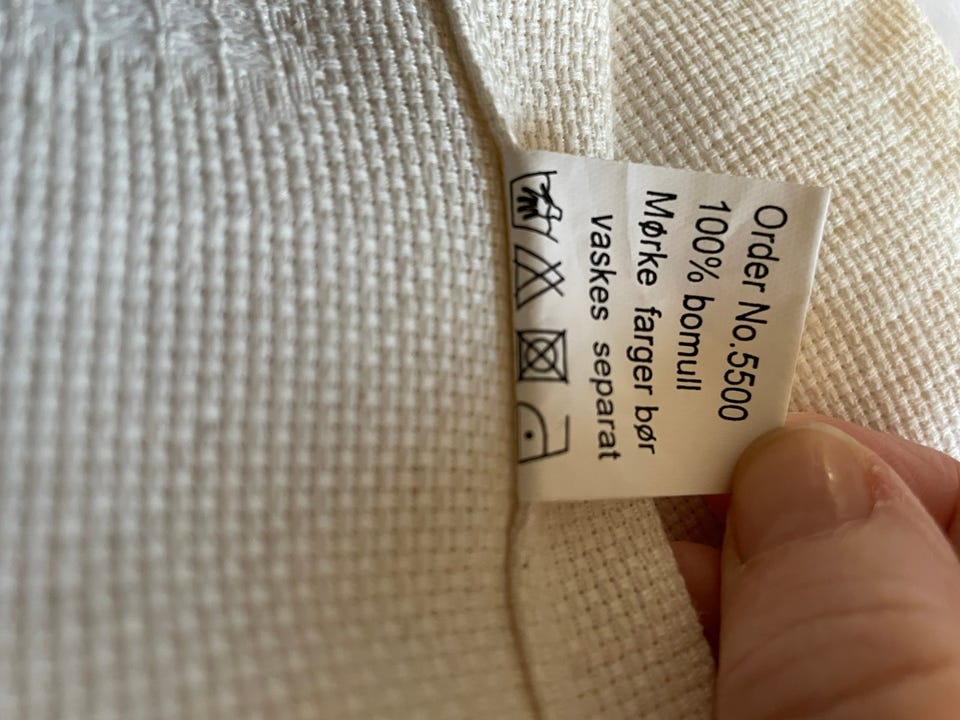 Order No.5500
100% bomull
Mørke farger bør
vaskes separat